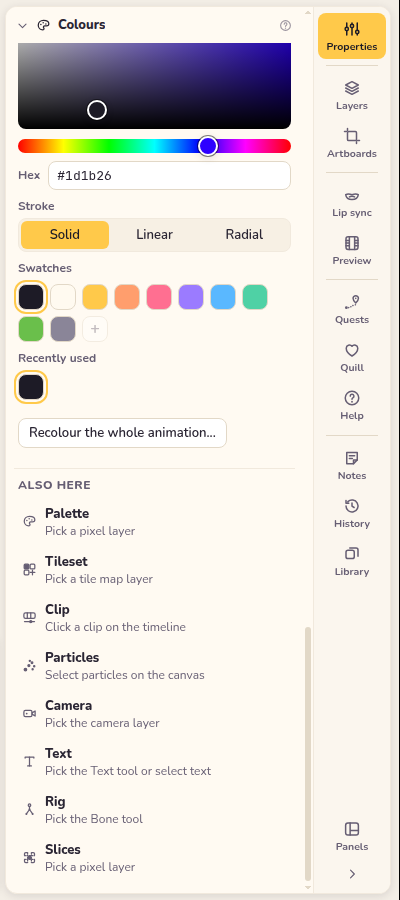 Colours
Hex
#1d1b26
Stroke
Solid
Linear
Radial
Swatches
+
Recently used
Recolour the whole animation...
ALSO HERE
Palette
Pick a pixel layer
Tileset
Pick a tile map layer
Clip
Click a clip on the timeline
Particles
Select particles on the canvas
Camera
Pick the camera layer
Text
Pick the Text tool or select text
Rig
Pick the Bone tool
Slices
Pick a pixel layer
Properties
Layers
Artboards
Lip sync
Preview
Quests
Quill
Help
Notes
History
Library
Panels